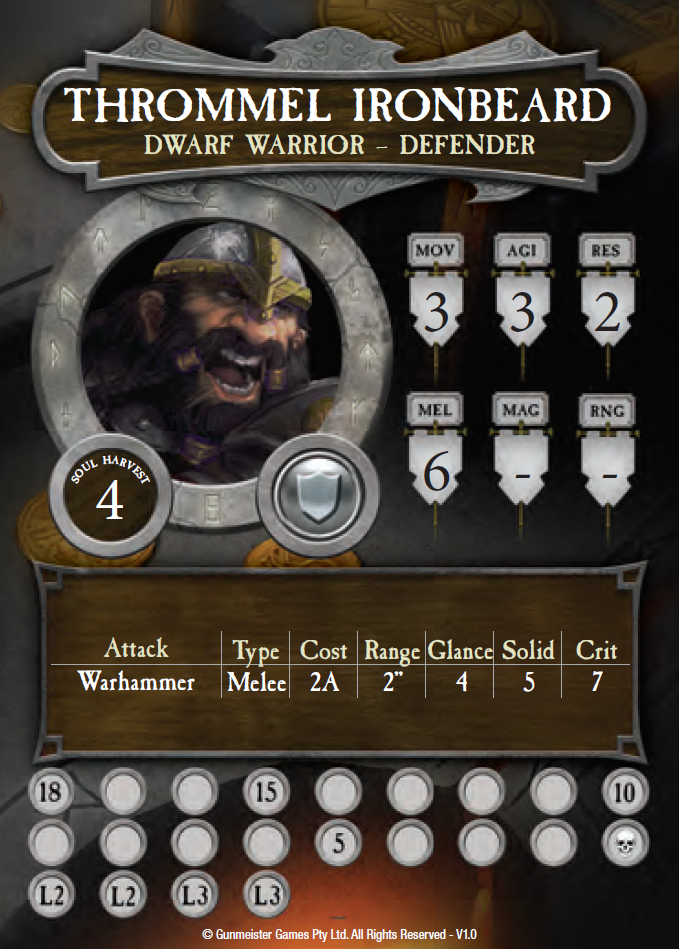 THROMMEL IRONBEARD
DWARF WARRIOR – DEFENDER
MOV AGI RES
3 3 2
MEL MAG RNG
6 - -
SOUL HARVEST
4
Attack Type Cost Range Glance Solid Crit
Warhammer Melee 2A 2” 4 5 7
18 15 10
5
L2 L2 L3 L3
© Gunmeister Games Pty Ltd. All Rights Reserved - V1.0